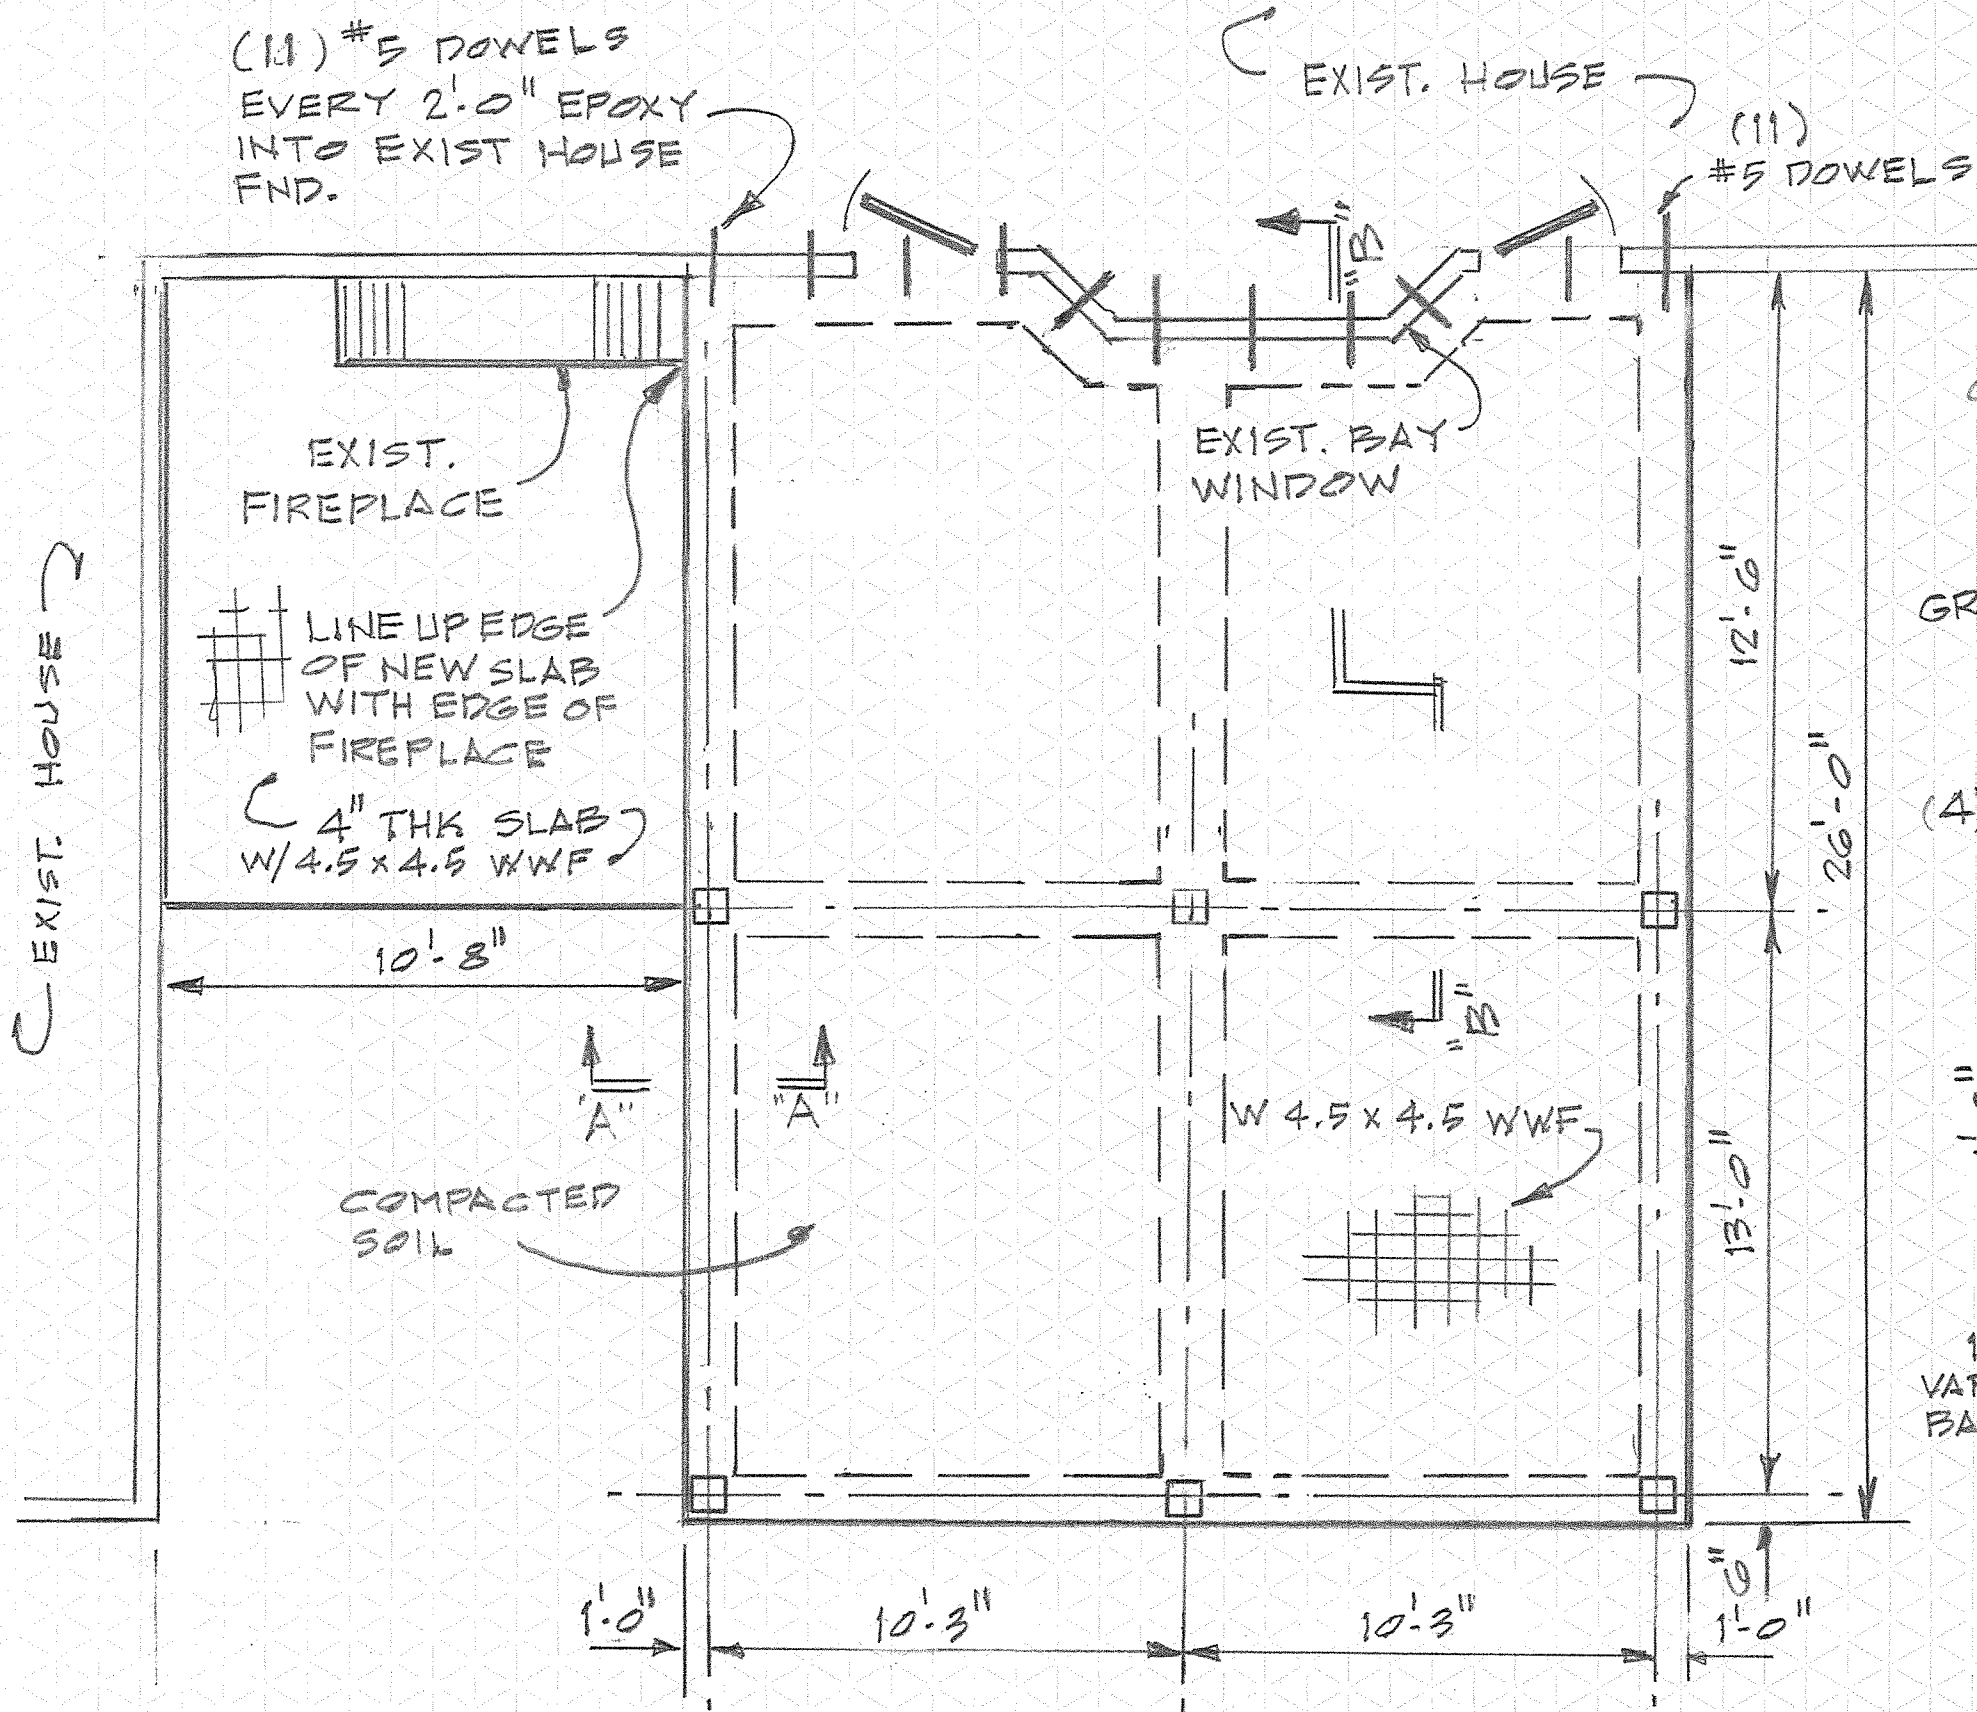 (11) #5 DOWELS
EVERY 2'-0" EPOXY
INTO EXIST HOUSE
FND.
EXIST. HOUSE
(11)
#5 DOWELS
"B"
EXIST.
FIREPLACE
EXIST. BAY
WINDOW
LINE UP EDGE
OF NEW SLAB
WITH EDGE OF
FIREPLACE
4" THK SLAB
W/4.5 x 4.5 WWF
EXIST. HOUSE
12'-6"
26'-0"
GR
(4)
10'-8"
"B"
"A"
"A"
W 4.5 x 4.5 WWF
13'-0"
COMPACTED
SOIL
VA
BA
1'-0"
10'-3"
10'-3"
6"
1'-0"